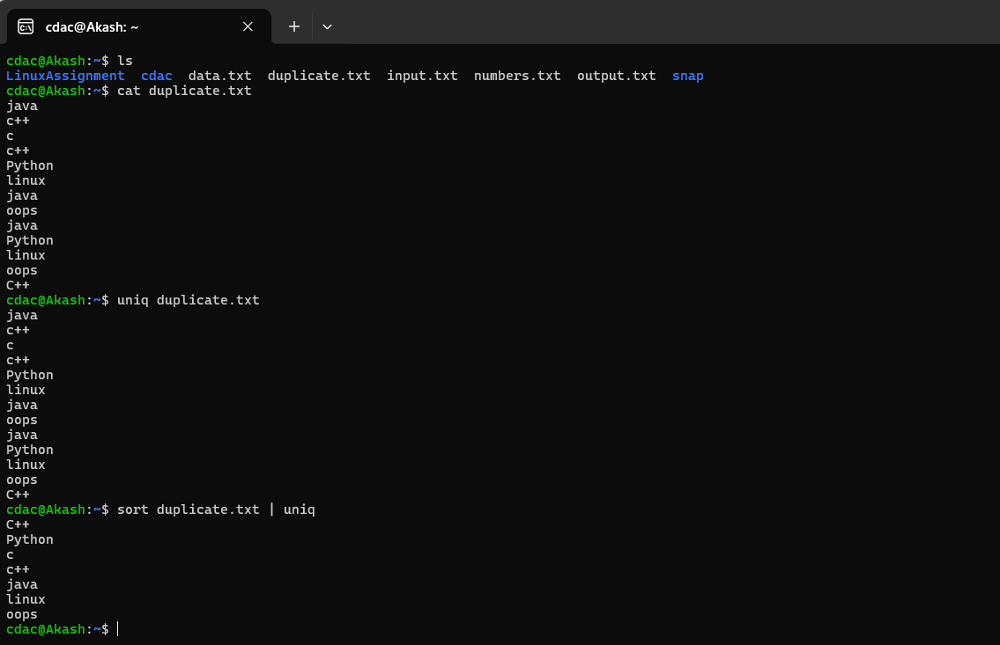 cdac@Akash: ~
cdac@Akash:~$ ls
LinuxAssignment  cdac  data.txt  duplicate.txt  input.txt  numbers.txt  output.txt  snap
cdac@Akash:~$ cat duplicate.txt
java
c++
c
c++
Python
linux
java
oops
java
Python
linux
oops
C++
cdac@Akash:~$ uniq duplicate.txt
java
c++
c
c++
Python
linux
java
oops
java
Python
linux
oops
C++
cdac@Akash:~$ sort duplicate.txt | uniq
C++
Python
c
c++
java
linux
oops
cdac@Akash:~$